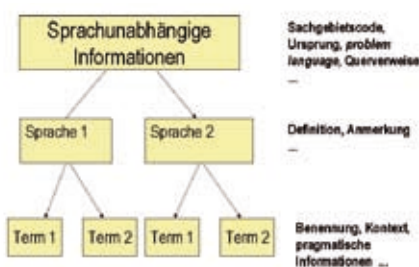 Sprachunabhängige
Informationen
Sachgebietscode,
Ursprung, problem
language, Querverweise
...
Sprache 1
Sprache 2
Definition, Anmerkung
...
Term 1
Term 2
Term 1
Term 2
Benennung, Kontext,
pragmatische
Informationen ...